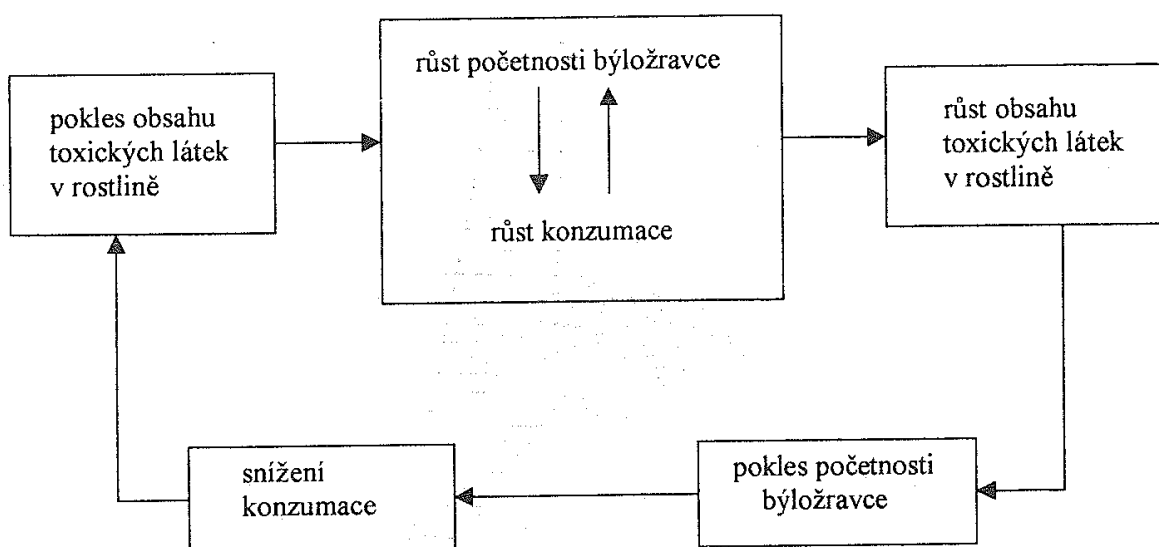 pokles obsahu
toxických látek
v rostlině
růst početnosti býložravce
růst konzumace
růst obsahu
toxických látek
v rostlině
snížení
konzumace
pokles početnosti
býložravce